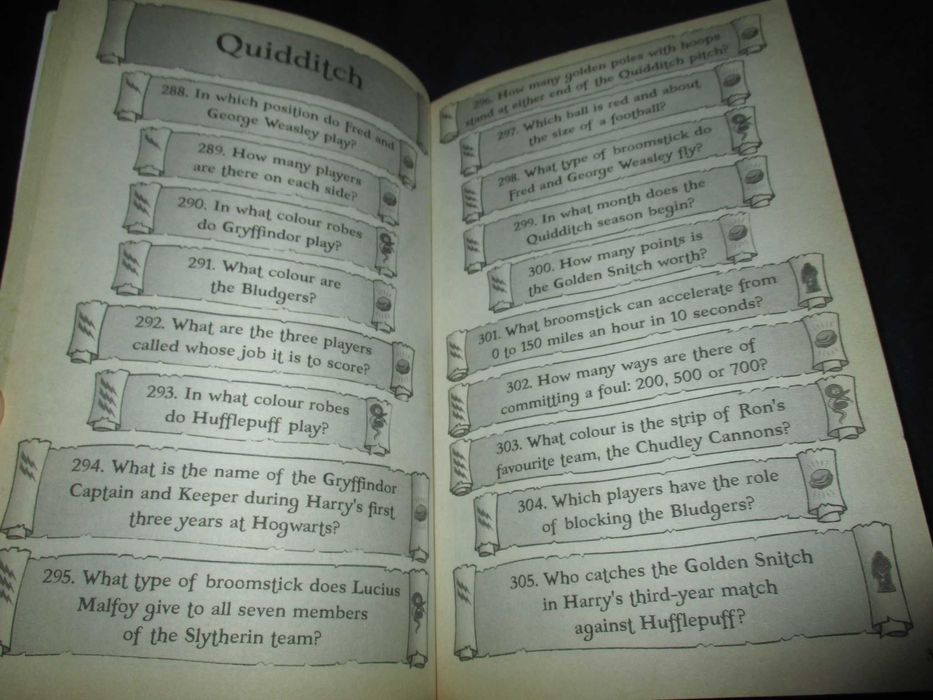 Quidditch
288. In which position do Fred and
George Weasley play?
289. How many players
are there on each side?
290. In what colour robes
do Gryffindor play?
291. What colour are
the Bludgers?
292. What are the three players
called whose job it is to score?
293. In what colour robes
do Hufflepuff play?
294. What is the name of the Gryffindor
Captain and Keeper during Harry's first
three years at Hogwarts?
295. What type of broomstick does Lucius
Malfoy give to all seven members
of the Slytherin team?
296. How many golden poles with hoops
stand at either end of the Quidditch pitch?
297. Which ball is red and about
the size of a football?
298. What type of broomstick do
Fred and George Weasley fly?
299. In what month does the
Quidditch season begin?
300. How many points is
the Golden Snitch worth?
301. What broomstick can accelerate from
0 to 150 miles an hour in 10 seconds?
302. How many ways are there of
committing a foul: 200, 500 or 700?
303. What colour is the strip of Ron's
favourite team, the Chudley Cannons?
304. Which players have the role
of blocking the Bludgers?
305. Who catches the Golden Snitch
in Harry's third-year match
against Hufflepuff?